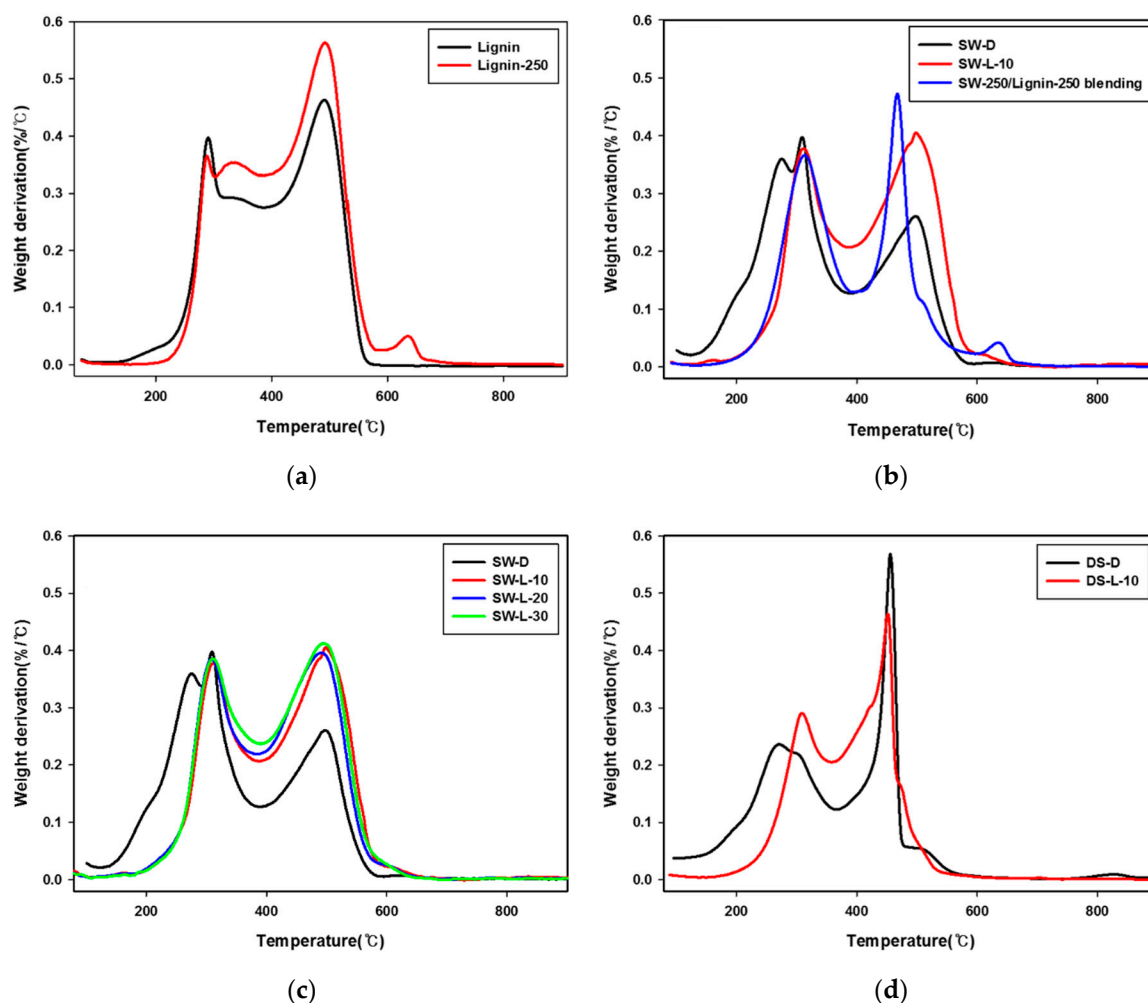 0.6
0.5
0.4
0.3
0.2
0.1
0.0
Weight derivation(%/℃)
Lignin
Lignin-250
200 400 600 800
Temperature(℃)
(a)
0.6
0.5
0.4
0.3
0.2
0.1
0.0
Weight derivation(% /℃)
SW-D
SW-L-10
SW-250/Lignin-250 blending
200 400 600 800
Temperature(℃)
(b)
0.6
0.5
0.4
0.3
0.2
0.1
0.0
Weight derivation(% /℃)
SW-D
SW-L-10
SW-L-20
SW-L-30
200 400 600 800
Temperature(℃)
(c)
0.6
0.5
0.4
0.3
0.2
0.1
0.0
Weight derivation(% /℃)
DS-D
DS-L-10
200 400 600 800
Temperature(℃)
(d)